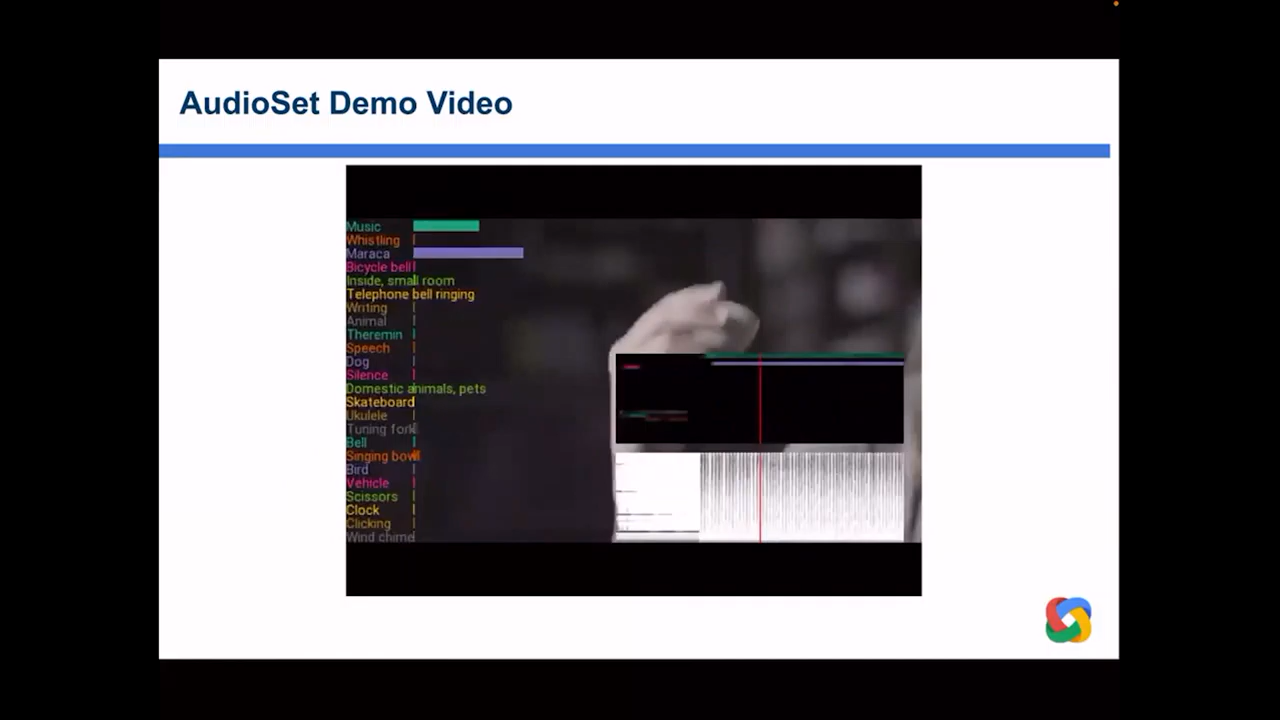 AudioSet Demo Video
Music
Whistling
Maraca
Bicycle bell
Inside, small room
Telephone bell ringing
Writing
Animal
Theremin
Speech
Dog
Silence
Domestic animals, pets
Skateboard
Ukulele
Tuning fork
Bell
Singing bowl
Bird
Vehicle
Scissors
Clock
Clicking
Wind chime